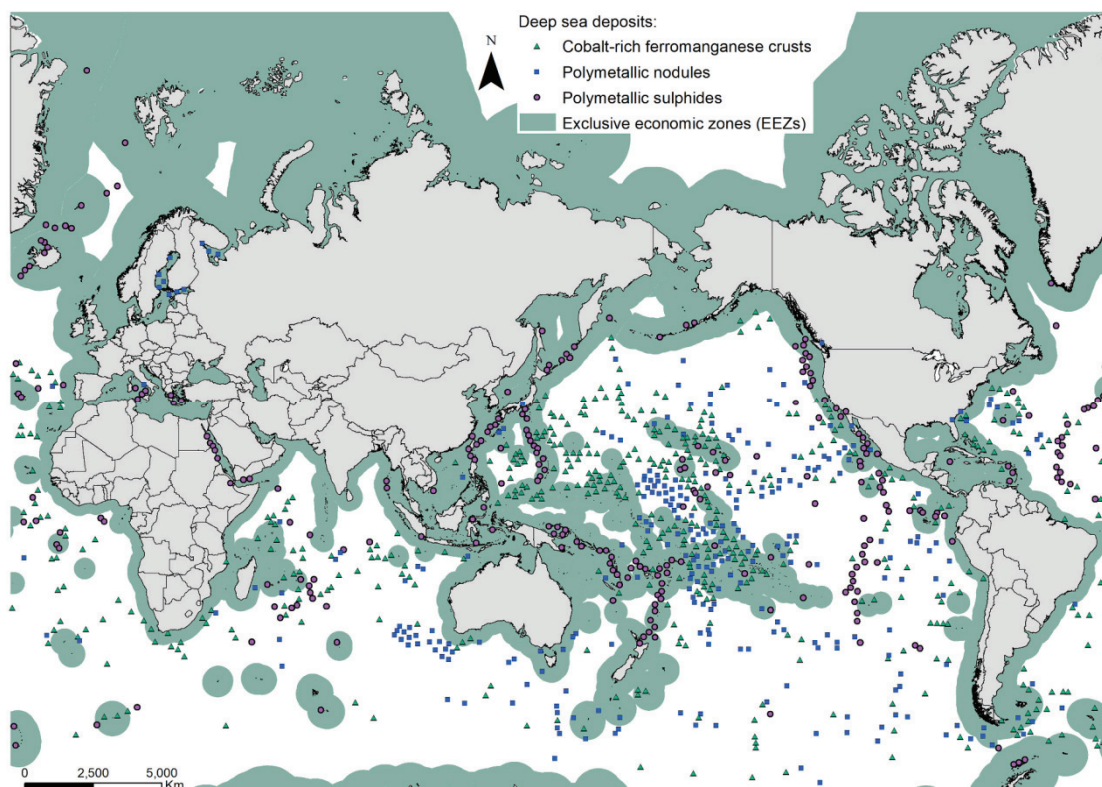 Deep sea deposits:
N
Cobalt-rich ferromanganese crusts
Polymetallic nodules
Polymetallic sulphides
Exclusive economic zones (EEZs)
0 2,500 5,000
Km